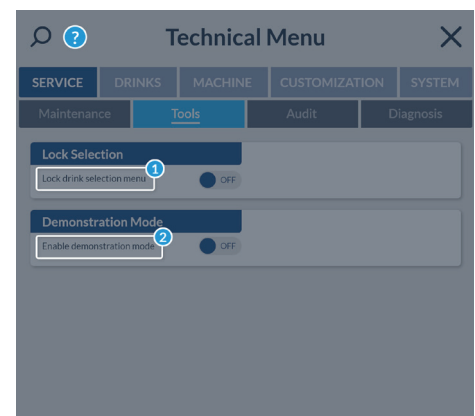 ? Technical Menu
SERVICE DRINKS MACHINE CUSTOMIZATION SYSTEM
Maintenance Tools Audit Diagnosis
Lock Selection
1
Lock drink selection menu OFF
Demonstration Mode
2
Enable demonstration mode OFF